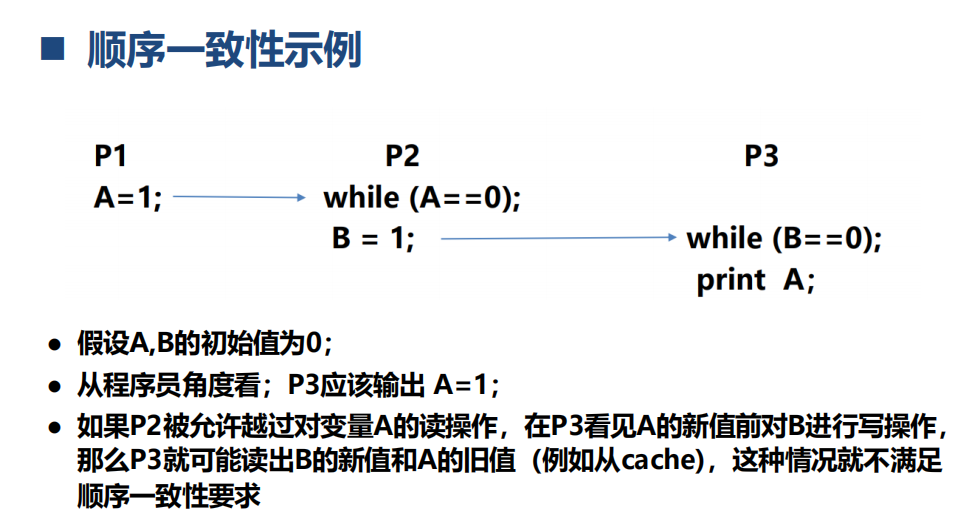 ■ 顺序一致性示例
P1 P2 P3
A=1; while (A==0);
B = 1; while (B==0);
print A;
● 假设A,B的初始值为0；
● 从程序员角度看；P3应该输出 A=1；
● 如果P2被允许越过对变量A的读操作，在P3看见A的新值前对B进行写操作，
那么P3就可能读出B的新值和A的旧值（例如从cache），这种情况就不满足
顺序一致性要求